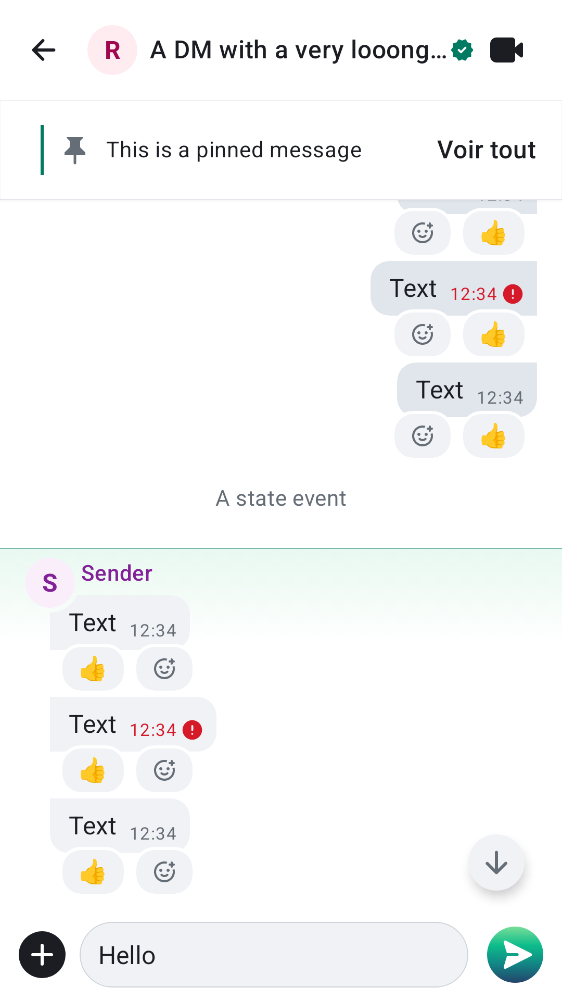 R
A DM with a very looong...
This is a pinned message
Voir tout
Text 12:34
Text 12:34
A state event
S
Sender
Text 12:34
Text 12:34
Text 12:34
Hello